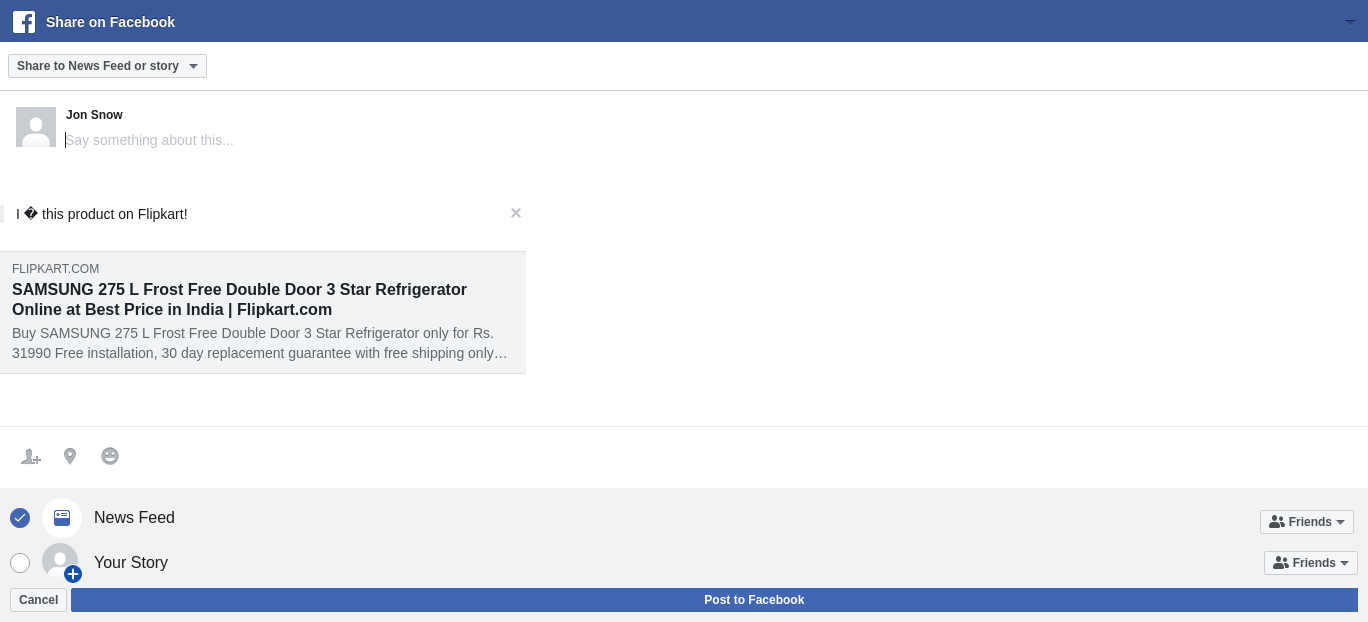 Share on Facebook
Share to News Feed or story
Jon Snow
Say something about this...
I � this product on Flipkart!
FLIPKART.COM
SAMSUNG 275 L Frost Free Double Door 3 Star Refrigerator
Online at Best Price in India | Flipkart.com
Buy SAMSUNG 275 L Frost Free Double Door 3 Star Refrigerator only for Rs.
31990 Free installation, 30 day replacement guarantee with free shipping only…
News Feed
Friends
Your Story
Friends
Cancel
Post to Facebook